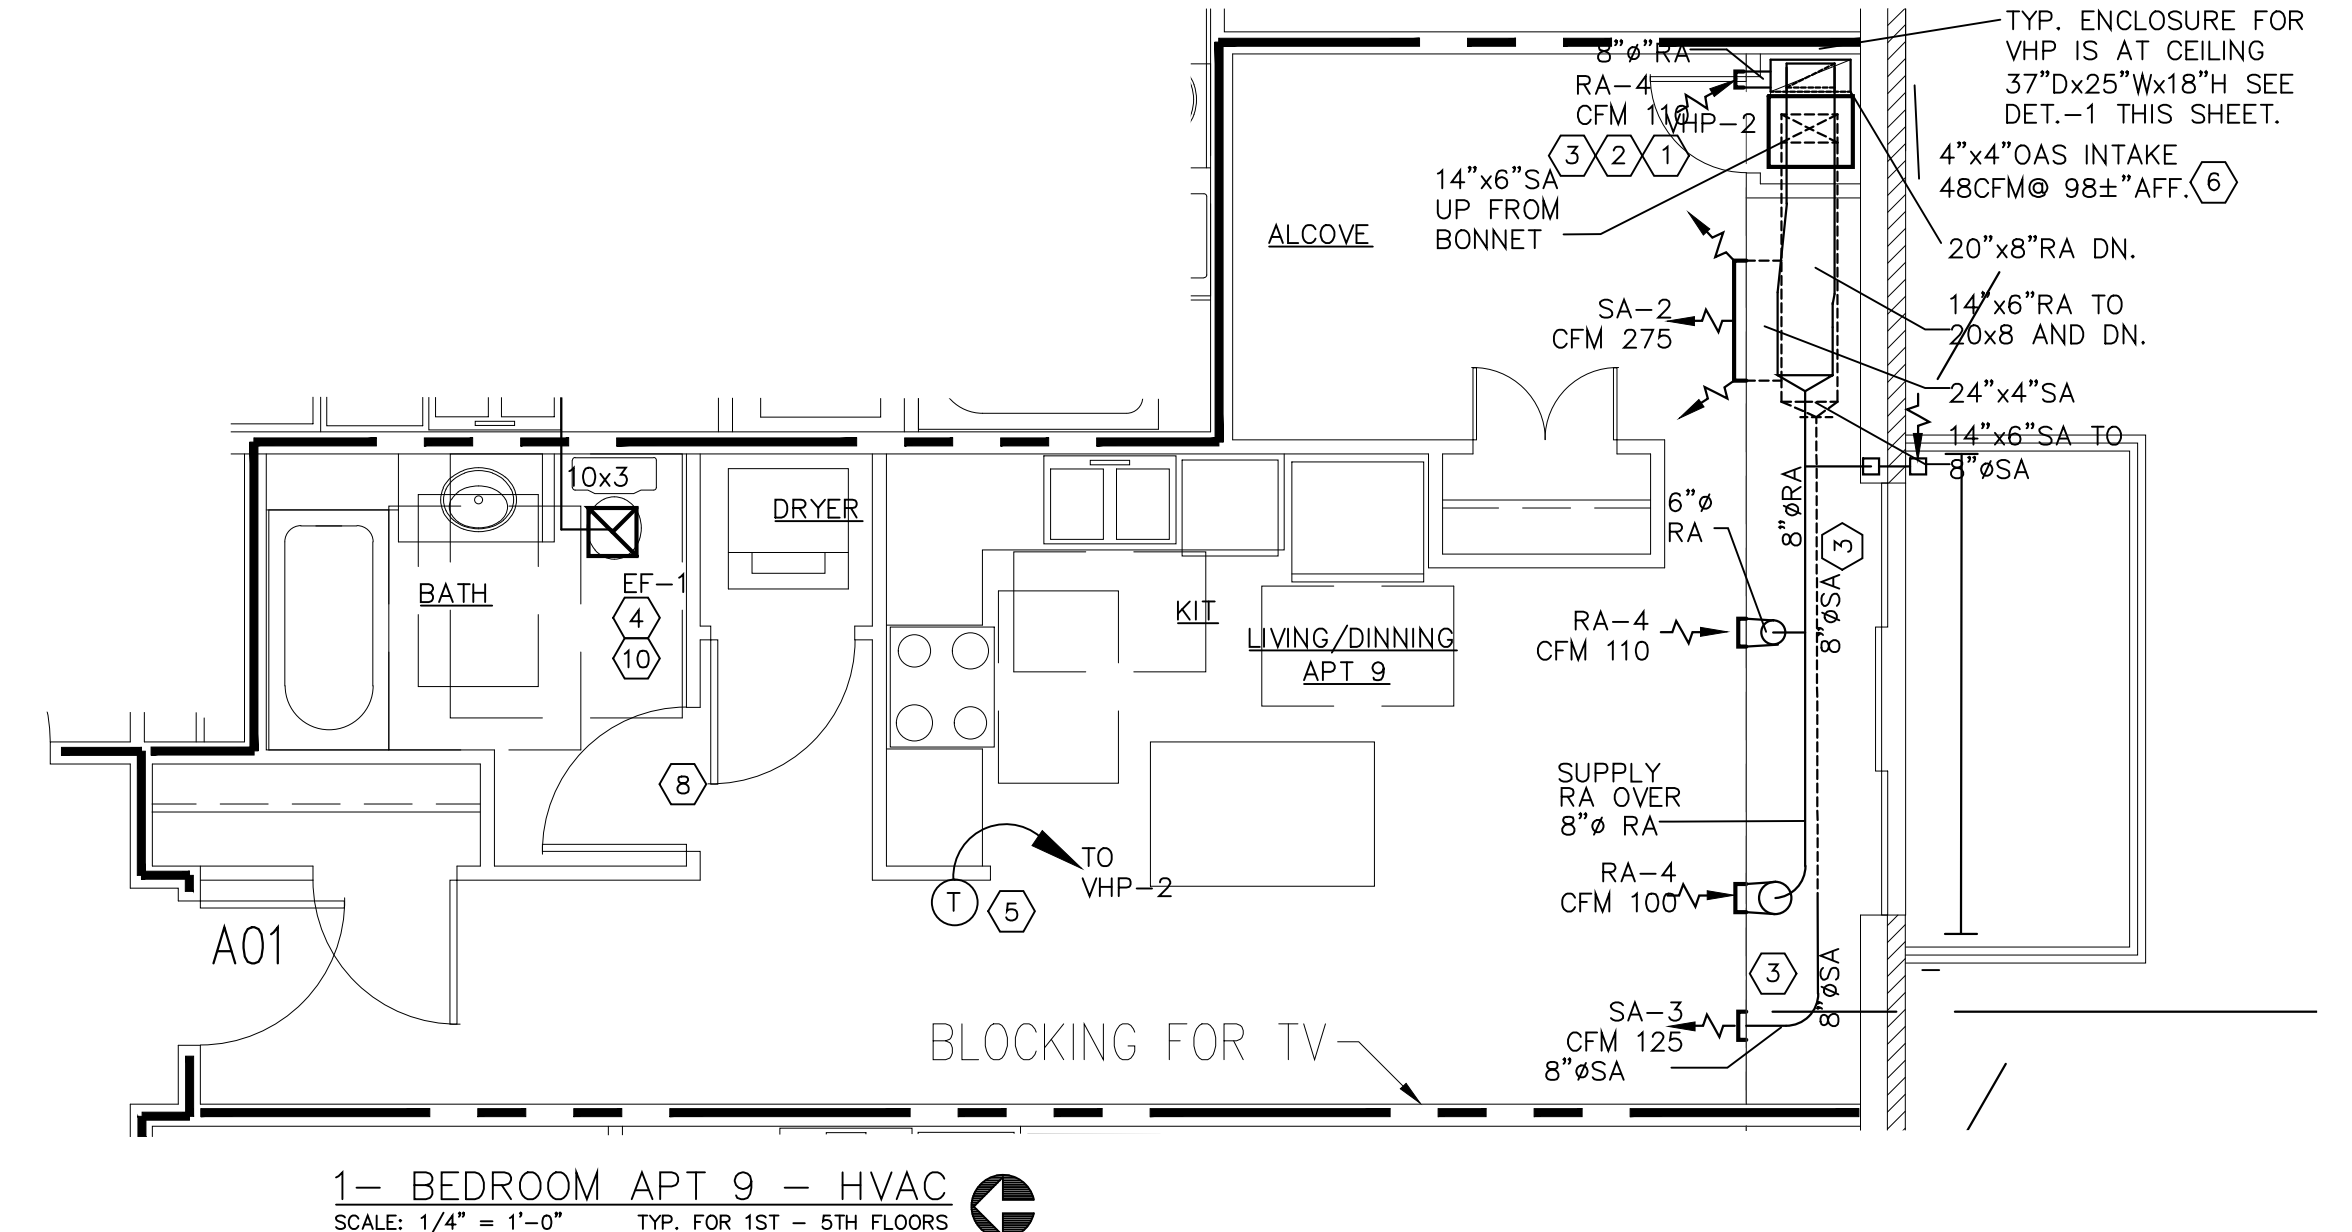 TYP. ENCLOSURE FOR
VHP IS AT CEILING
37"Dx25"Wx18"H SEE
DET.-1 THIS SHEET.
8"ø"RA
RA-4
CFM 110
VHP-2
3
2
1
4"x4"OAS INTAKE
48CFM@ 98±"AFF.
6
14"x6"SA
UP FROM
BONNET
ALCOVE
20"x8"RA DN.
14"x6"RA TO
20x8 AND DN.
SA-2
CFM 275
24"x4"SA
14"x6"SA TO
8"øSA
10x3
DRYER
8"øRA
6"ø
RA
3
EF-1
BATH
4
10
KIT
LIVING/DINNING
APT 9
RA-4
CFM 110
8"øSA
8
SUPPLY
RA OVER
8"ø RA
TO
VHP-2
T
5
RA-4
CFM 100
A01
3
8"øSA
SA-3
CFM 125
8"øSA
BLOCKING FOR TV
1- BEDROOM APT 9 - HVAC
SCALE: 1/4" = 1'-0" TYP. FOR 1ST - 5TH FLOORS